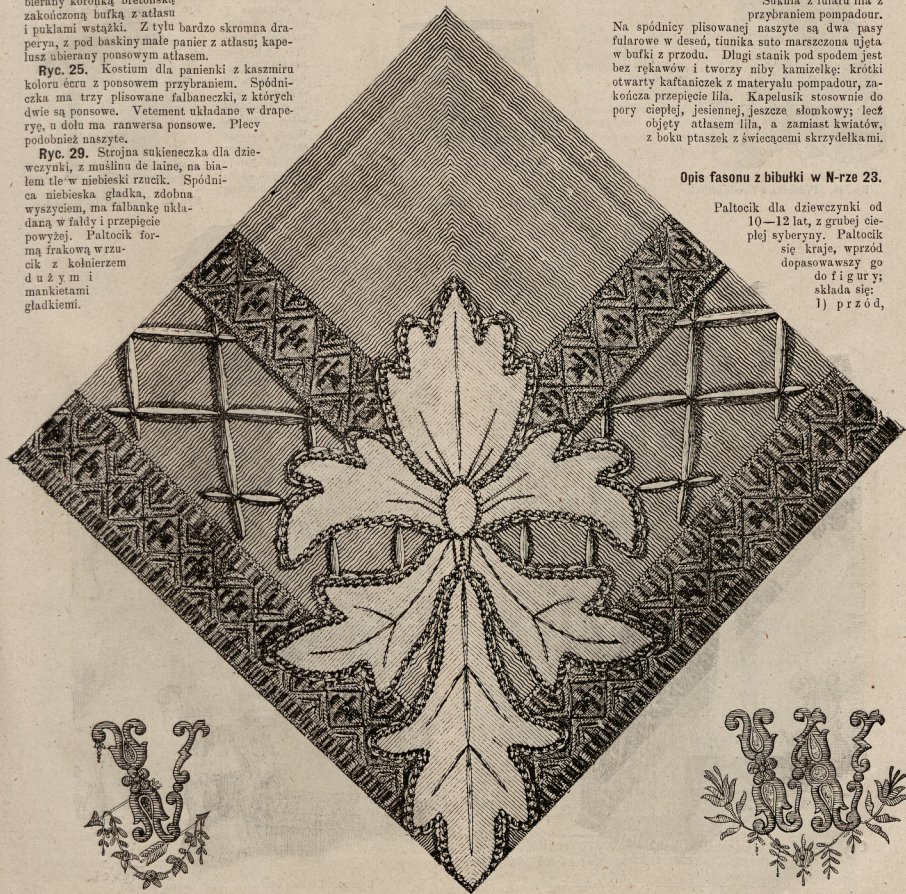 bierany koronką bretońską
zakończoną bufką z atłasu
i puklami wstążki. Z tyłu bardzo skromna dra-
perya, z pod baskiny małe panier z atłasu; kape-
lusz ubierany ponsowym atłasem.
Ryc. 25. Kostium dla panienki z kaszmiru
koloru écru z ponsowem przybraniem. Spódni-
czka ma trzy plisowane falbaneczki, z których
dwie są ponsowe. Vetement układane w drape-
ryę, u dołu ma ranwersa ponsowe. Plecy
podobnież naszyte.
Ryc. 29. Strojna sukieneczka dla dzie-
wczynki, z muślinu de laine, na bia-
łem tle w niebieski rzucik. Spódni-
ca niebieska gładka, zdobna
wyszyciem, ma falbankę ukła-
daną w fałdy i przepięcie
powyżej. Paltocik for-
mą frakową w rzu-
cik z kołnierzem
dużym i
mankietami
gładkiemi.
Suknia z fularu lila z
przybraniem pompadour.
Na spódnicy plisowanej naszyte są dwa pasy
fularowe w deseń, tiunika suto marszczona ujęta
w bufki z przodu. Długi stanik pod spodem jest
bez rękawów i tworzy niby kamizelkę: krótki
otwarty kaftaniczek z materyału pompadour, za-
kończa przepięcie lila. Kapelusik stosownie do
pory ciepłej, jesiennej, jeszcze słomkowy; lecz
objęty atłasem lila, a zamiast kwiatów,
z boku ptaszek z świecącemi skrzydełkami.
Opis fasonu z bibułki w N-rze 23.
Paltocik dla dziewczynki od
10—12 lat, z grubej cie-
płej syberyny. Paltocik
się kraje, wprzód
dopasowawszy go
do figury;
składa się:
1) przód,
V
W